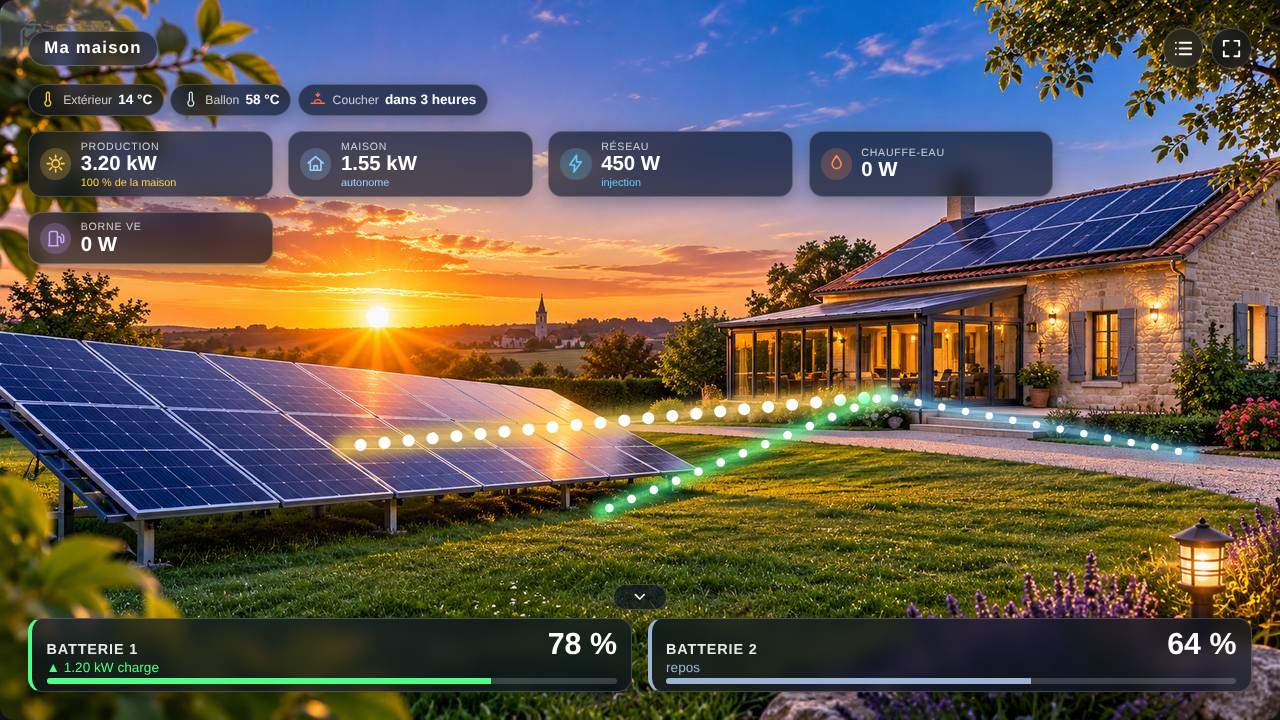 Ma maison
Extérieur 14 °C
Ballon 58 °C
Coucher dans 3 heures
PRODUCTION
3.20 kW
100 % de la maison
MAISON
1.55 kW
autonome
RÉSEAU
450 W
injection
CHAUFFE-EAU
0 W
BORNE VE
0 W
BATTERIE 1
78 %
▲ 1.20 kW charge
BATTERIE 2
64 %
repos